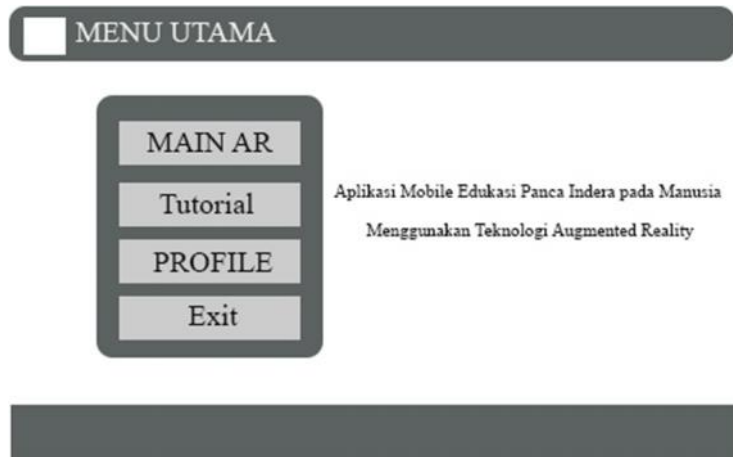 MENU UTAMA
MAIN AR
Tutorial
PROFILE
Exit
Aplikasi Mobile Edukasi Panca Indera pada Manusia
Menggunakan Teknologi Augmented Reality